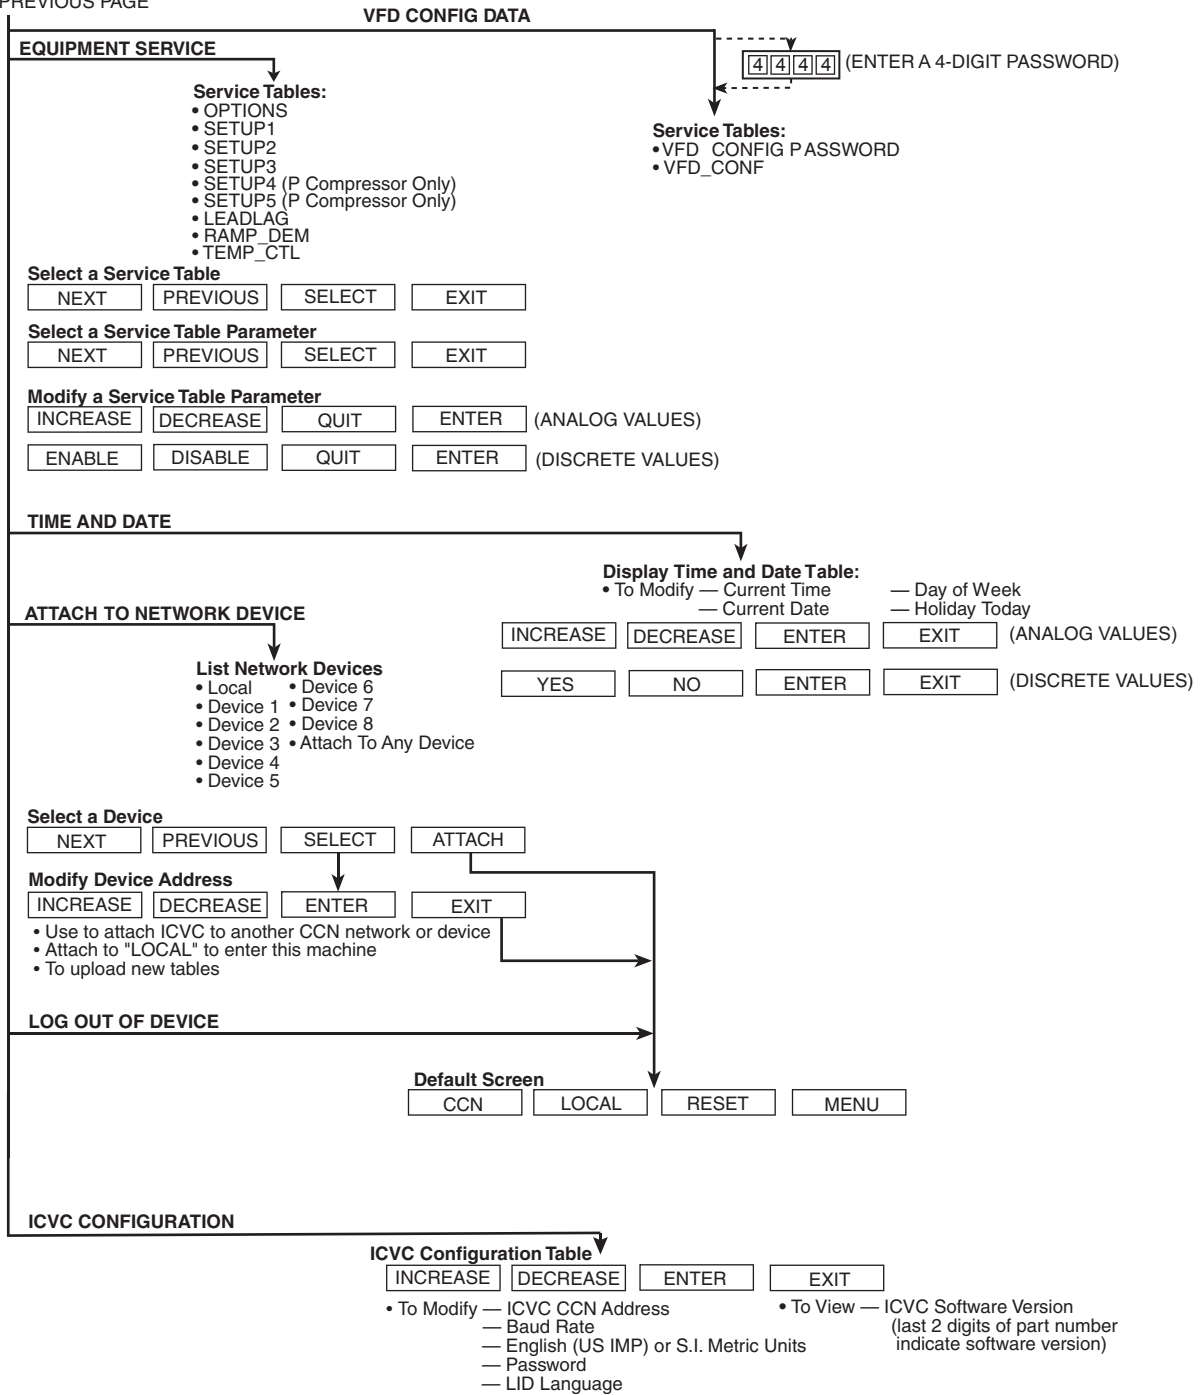 PREVIOUS PAGE
VFD CONFIG DATA
EQUIPMENT SERVICE
4 4 4 4 (ENTER A 4-DIGIT PASSWORD)
Service Tables:
• OPTIONS
• SETUP1
• SETUP2
• SETUP3
• SETUP4 (P Compressor Only)
• SETUP5 (P Compressor Only)
• LEADLAG
• RAMP_DEM
• TEMP_CTL
Service Tables:
• VFD_CONFIG PASSWORD
• VFD_CONF
Select a Service Table
NEXT PREVIOUS SELECT EXIT
Select a Service Table Parameter
NEXT PREVIOUS SELECT EXIT
Modify a Service Table Parameter
INCREASE DECREASE QUIT ENTER (ANALOG VALUES)
ENABLE DISABLE QUIT ENTER (DISCRETE VALUES)
TIME AND DATE
Display Time and Date Table:
• To Modify — Current Time — Day of Week
— Current Date — Holiday Today
INCREASE DECREASE ENTER EXIT (ANALOG VALUES)
YES NO ENTER EXIT (DISCRETE VALUES)
ATTACH TO NETWORK DEVICE
List Network Devices
• Local • Device 6
• Device 1 • Device 7
• Device 2 • Device 8
• Device 3 • Attach To Any Device
• Device 4
• Device 5
Select a Device
NEXT PREVIOUS SELECT ATTACH
Modify Device Address
INCREASE DECREASE ENTER EXIT
• Use to attach ICVC to another CCN network or device
• Attach to "LOCAL" to enter this machine
• To upload new tables
LOG OUT OF DEVICE
Default Screen
CCN LOCAL RESET MENU
ICVC CONFIGURATION
ICVC Configuration Table
INCREASE DECREASE ENTER EXIT
• To Modify — ICVC CCN Address
— Baud Rate
— English (US IMP) or S.I. Metric Units
— Password
— LID Language
• To View — ICVC Software Version
(last 2 digits of part number
indicate software version)